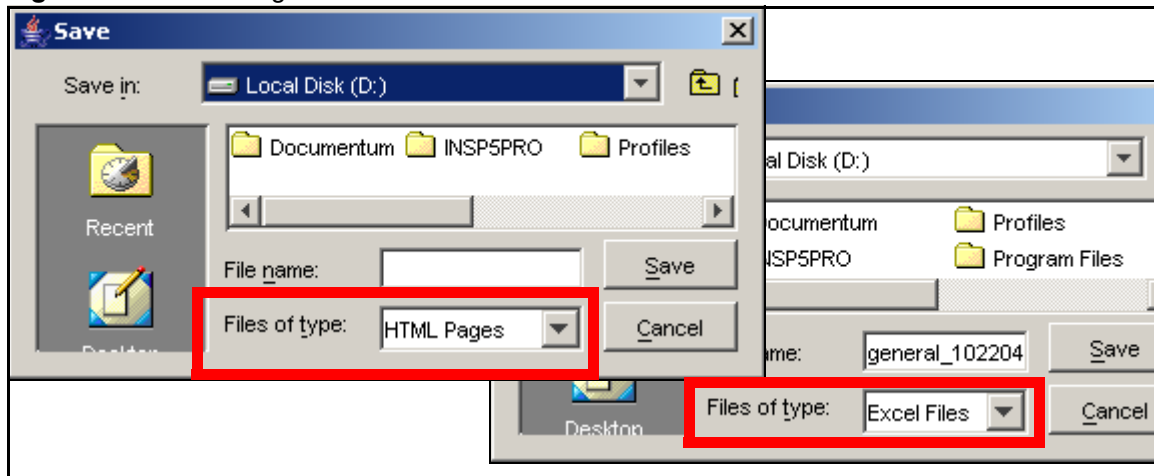 Save
Save in:
Local Disk (D:)
Documentum
INSP5PRO
Profiles
Recent
File name:
Save
Files of type:
HTML Pages
Cancel
al Disk (D:)
ocumentum
Profiles
NSP5PRO
Program Files
ame:
general_102204
Save
Desktop
Files of type:
Excel Files
Cancel